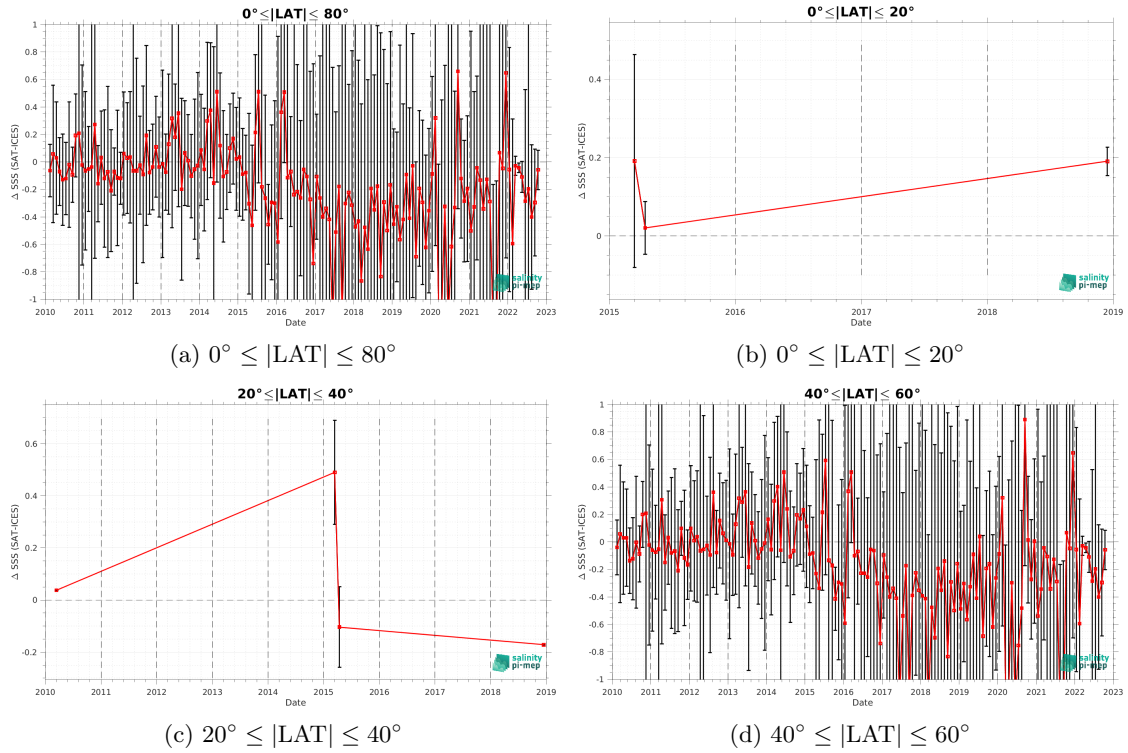 0°≤|LAT|≤ 80°
Δ SSS (SAT-ICES)
1
0.8
0.6
0.4
0.2
0
-0.2
-0.4
-0.6
-0.8
-1
2010 2011 2012 2013 2014 2015 2016 2017 2018 2019 2020 2021 2022 2023
Date
salinity
pi-mep
(a) 0° ≤ |LAT| ≤ 80°
0°≤|LAT|≤ 20°
Δ SSS (SAT-ICES)
0.4
0.2
0
2015 2016 2017 2018 2019
Date
salinity
pi-mep
(b) 0° ≤ |LAT| ≤ 20°
20°≤|LAT|≤ 40°
Δ SSS (SAT-ICES)
0.6
0.4
0.2
0
-0.2
2010 2011 2012 2013 2014 2015 2016 2017 2018 2019
Date
salinity
pi-mep
(c) 20° ≤ |LAT| ≤ 40°
40°≤|LAT|≤ 60°
Δ SSS (SAT-ICES)
1
0.8
0.6
0.4
0.2
0
-0.2
-0.4
-0.6
-0.8
-1
2010 2011 2012 2013 2014 2015 2016 2017 2018 2019 2020 2021 2022 2023
Date
salinity
pi-mep
(d) 40° ≤ |LAT| ≤ 60°